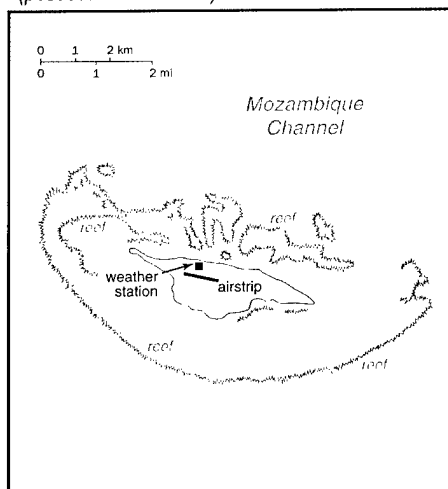 0 1 2 km
0 1 2 mi
Mozambique
Channel
reef
reef
weather
station
airstrip
reef
reef